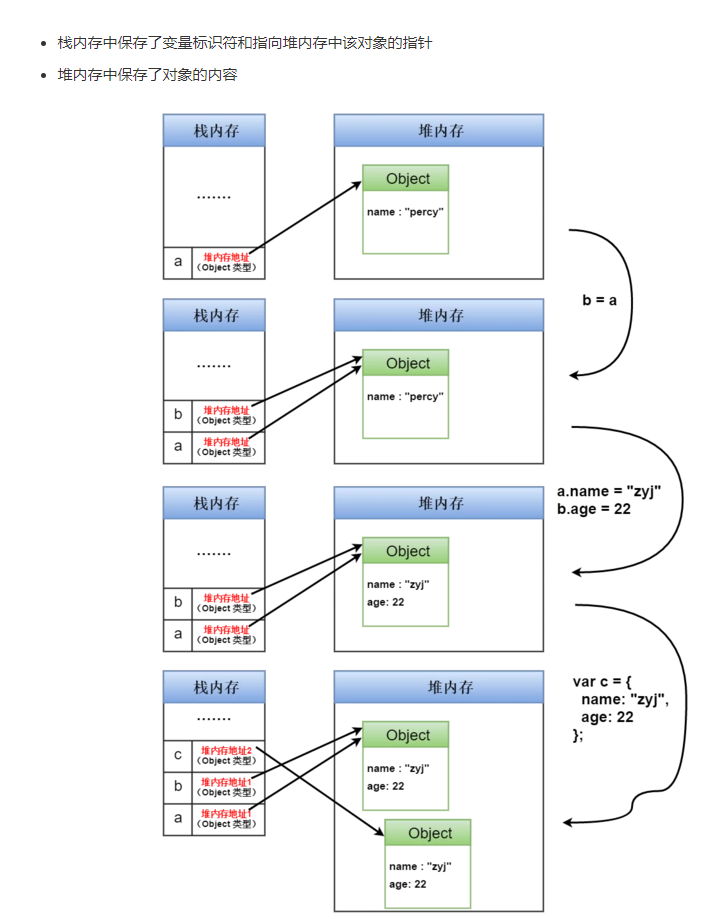 栈内存中保存了变量标识符和指向堆内存中该对象的指针
堆内存中保存了对象的内容
栈内存
堆内存
.......
Object
name : "percy"
a
堆内存地址
（Object 类型）
b = a
栈内存
堆内存
.......
Object
name : "percy"
b
堆内存地址
（Object 类型）
a
堆内存地址
（Object 类型）
a.name = "zyj"
b.age = 22
栈内存
堆内存
.......
Object
name : "zyj"
age: 22
b
堆内存地址
（Object 类型）
a
堆内存地址
（Object 类型）
var c = {
name: "zyj",
age: 22
};
栈内存
堆内存
.......
Object
name : "zyj"
age: 22
c
堆内存地址2
（Object 类型）
b
堆内存地址1
（Object 类型）
a
堆内存地址1
（Object 类型）
Object
name : "zyj"
age: 22